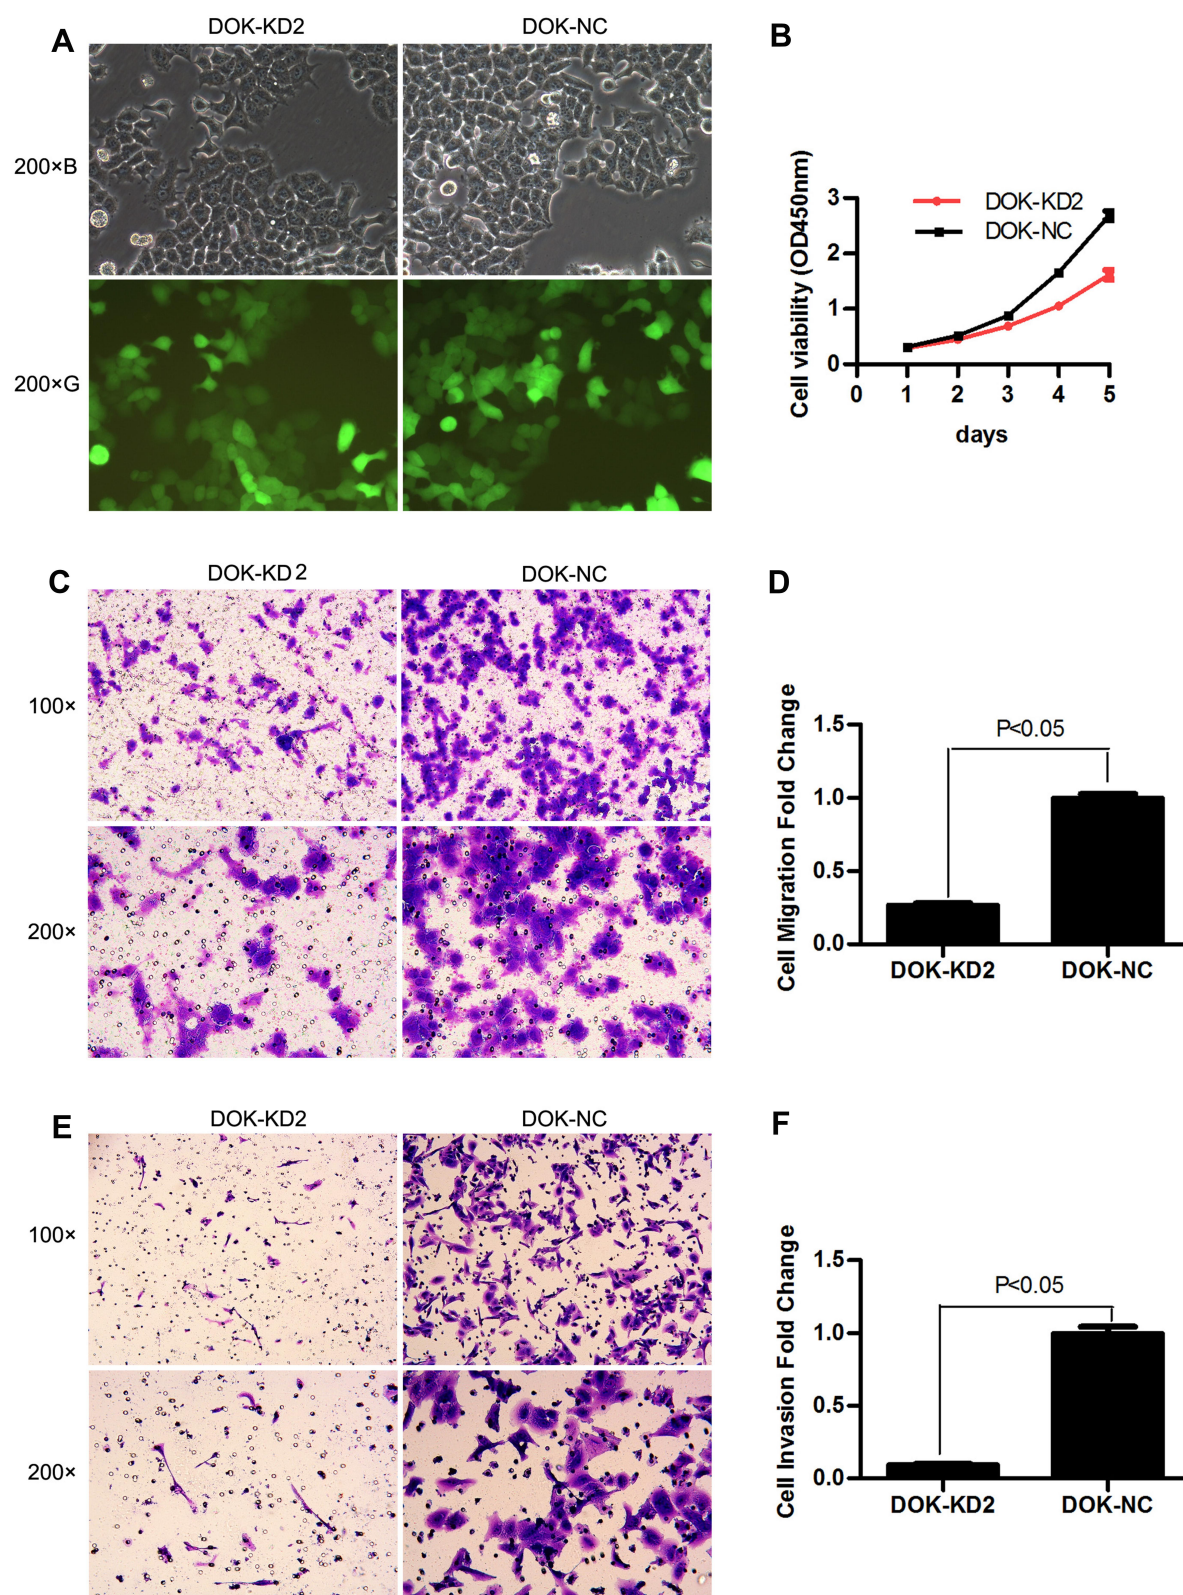 A
DOK-KD2
DOK-NC
200×B
200×G
B
Cell viability (OD450nm)
3
2
1
0
DOK-KD2
DOK-NC
0 1 2 3 4 5
days
C
DOK-KD 2
DOK-NC
100×
200×
D
Cell Migration Fold Change
1.5
1.0
0.5
0.0
P<0.05
DOK-KD2 DOK-NC
E
DOK-KD2
DOK-NC
100×
200×
F
Cell Invasion Fold Change
1.5
1.0
0.5
0.0
P<0.05
DOK-KD2 DOK-NC